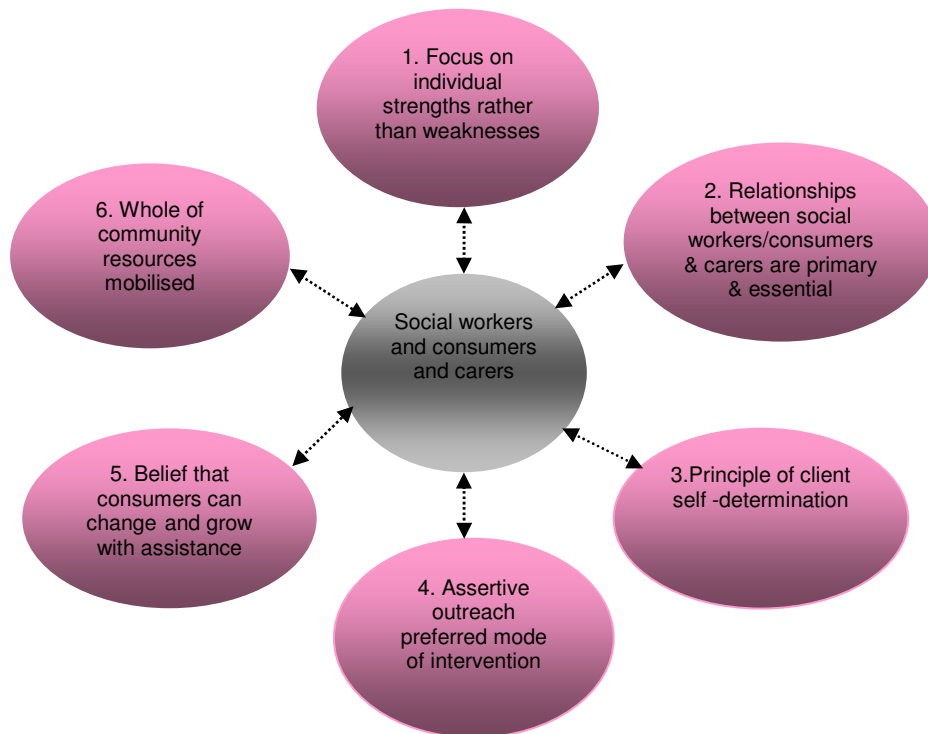 1. Focus on
individual
strengths rather
than weaknesses
2. Relationships
between social
workers/consumers
& carers are primary
& essential
3.Principle of client
self -determination
4. Assertive
outreach
preferred mode
of intervention
5. Belief that
consumers can
change and grow
with assistance
6. Whole of
community
resources
mobilised
Social workers
and consumers
and carers